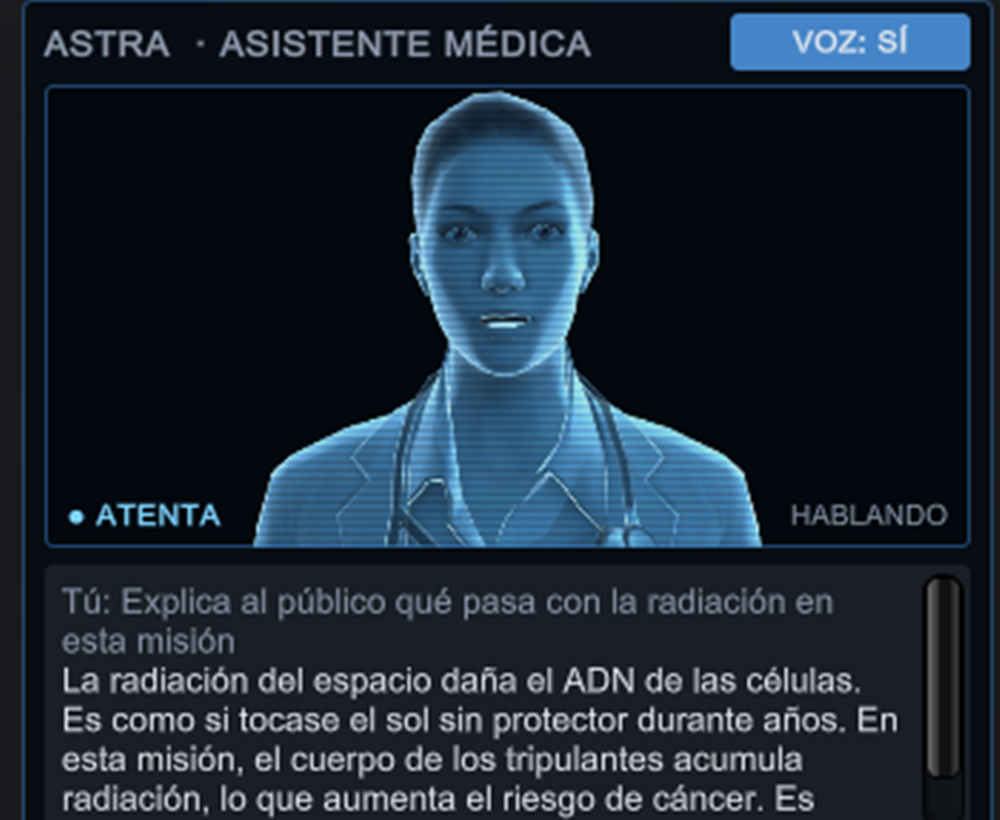 ASTRA · ASISTENTE MÉDICA
VOZ: SÍ
• ATENTA
HABLANDO
Tú: Explica al público qué pasa con la radiación en
esta misión
La radiación del espacio daña el ADN de las células.
Es como si tocase el sol sin protector durante años. En
esta misión, el cuerpo de los tripulantes acumula
radiación, lo que aumenta el riesgo de cáncer. Es